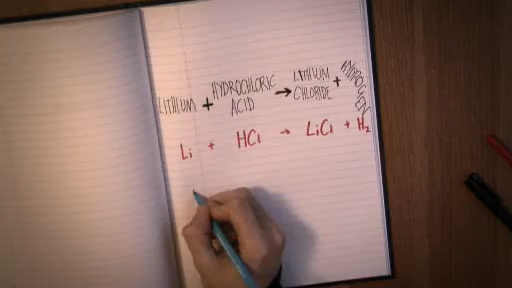 LITHIUM + HYDROCHLORIC ACID → LITHIUM CHLORIDE + HYDROGEN
Li + HCl → LiCl + H₂